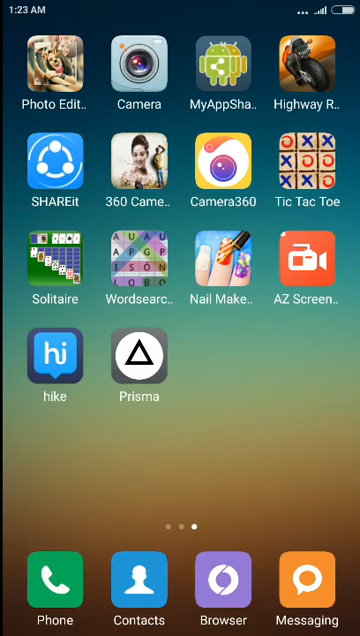 1:23 AM
Photo Edit..
Camera
MyAppSha..
Highway R..
SHAREit
360 Came..
Camera360
Tic Tac Toe
Solitaire
Wordsearc..
Nail Make..
AZ Screen..
hi
hike
Prisma
Phone
Contacts
Browser
Messaging